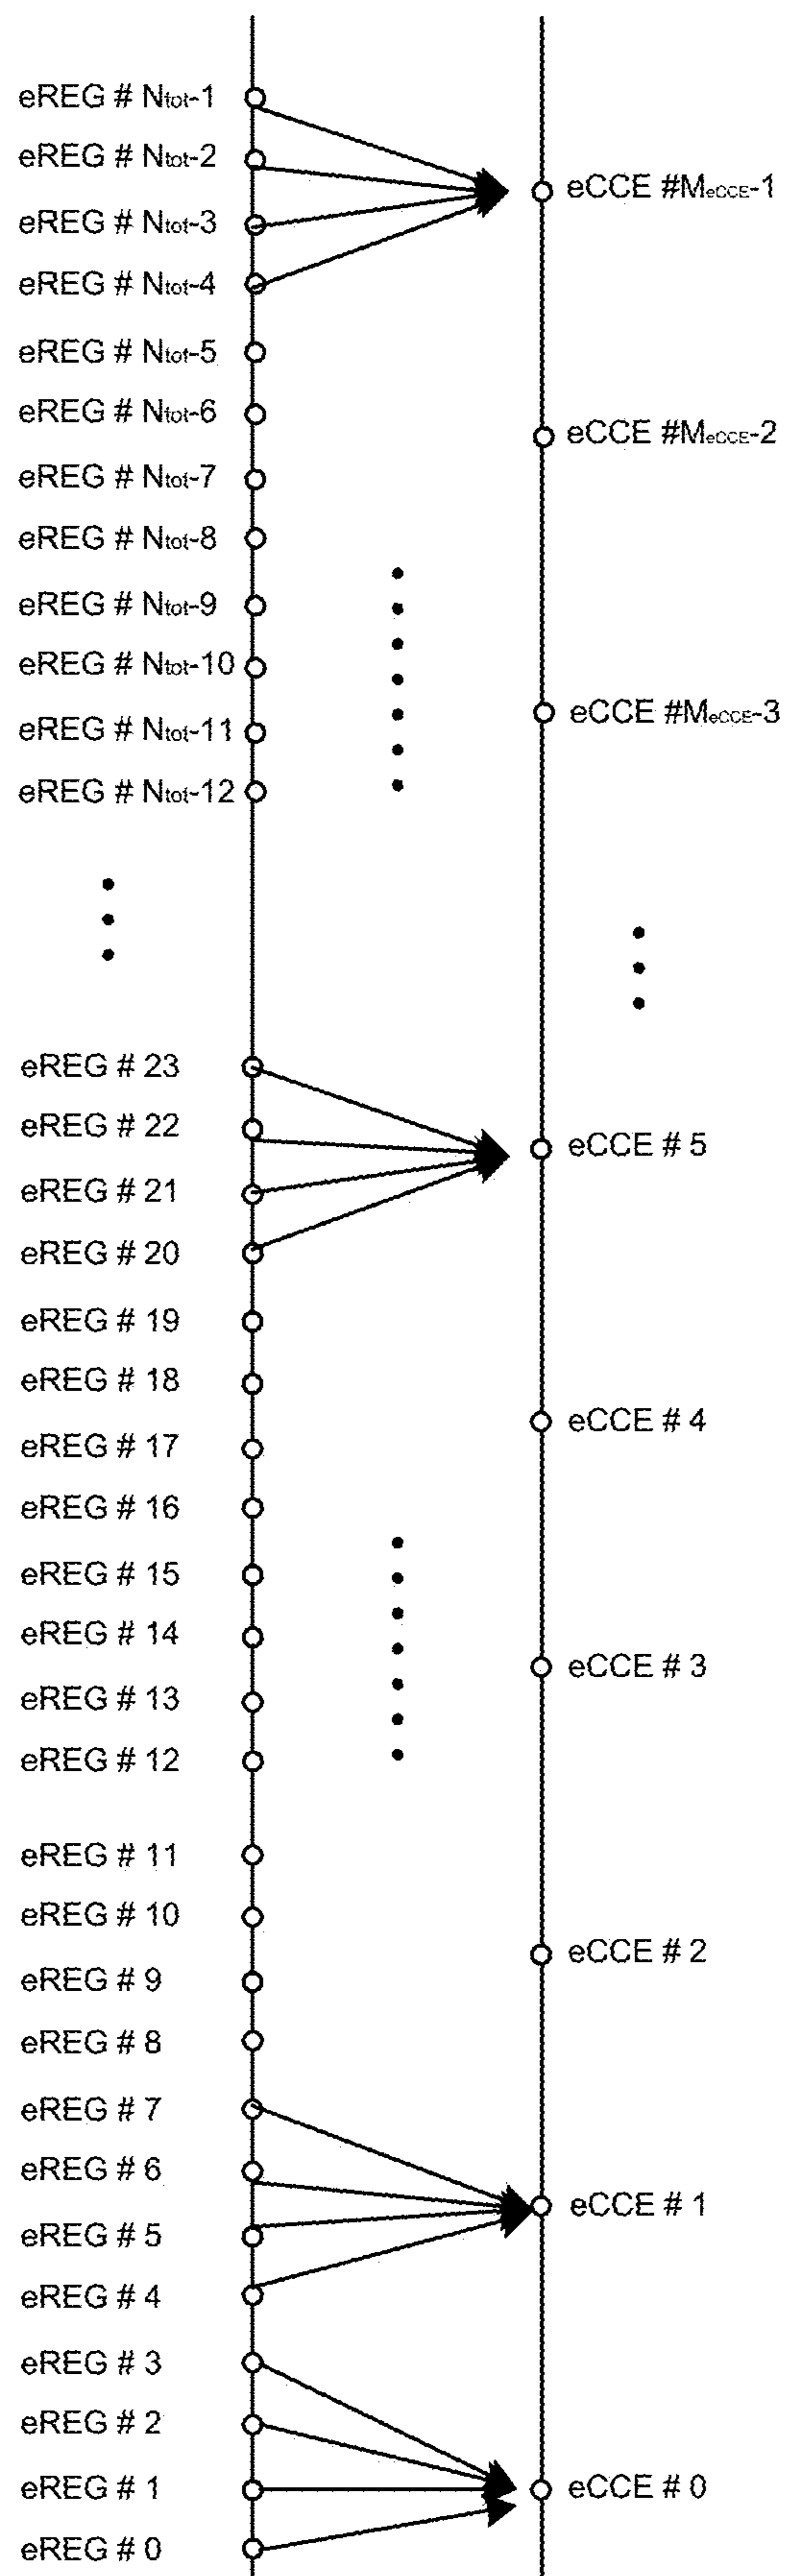 eREG # Ntot-1
eREG # Ntot-2
eCCE #MeCCE-1
eREG # Ntot-3
eREG # Ntot-4
eREG # Ntot-5
eREG # Ntot-6
eCCE #MeCCE-2
eREG # Ntot-7
eREG # Ntot-8
eREG # Ntot-9
eREG # Ntot-10
eCCE #MeCCE-3
eREG # Ntot-11
eREG # Ntot-12
eREG # 23
eREG # 22
eCCE # 5
eREG # 21
eREG # 20
eREG # 19
eREG # 18
eCCE # 4
eREG # 17
eREG # 16
eREG # 15
eREG # 14
eCCE # 3
eREG # 13
eREG # 12
eREG # 11
eREG # 10
eCCE # 2
eREG # 9
eREG # 8
eREG # 7
eREG # 6
eCCE # 1
eREG # 5
eREG # 4
eREG # 3
eREG # 2
eREG # 1
eCCE # 0
eREG # 0